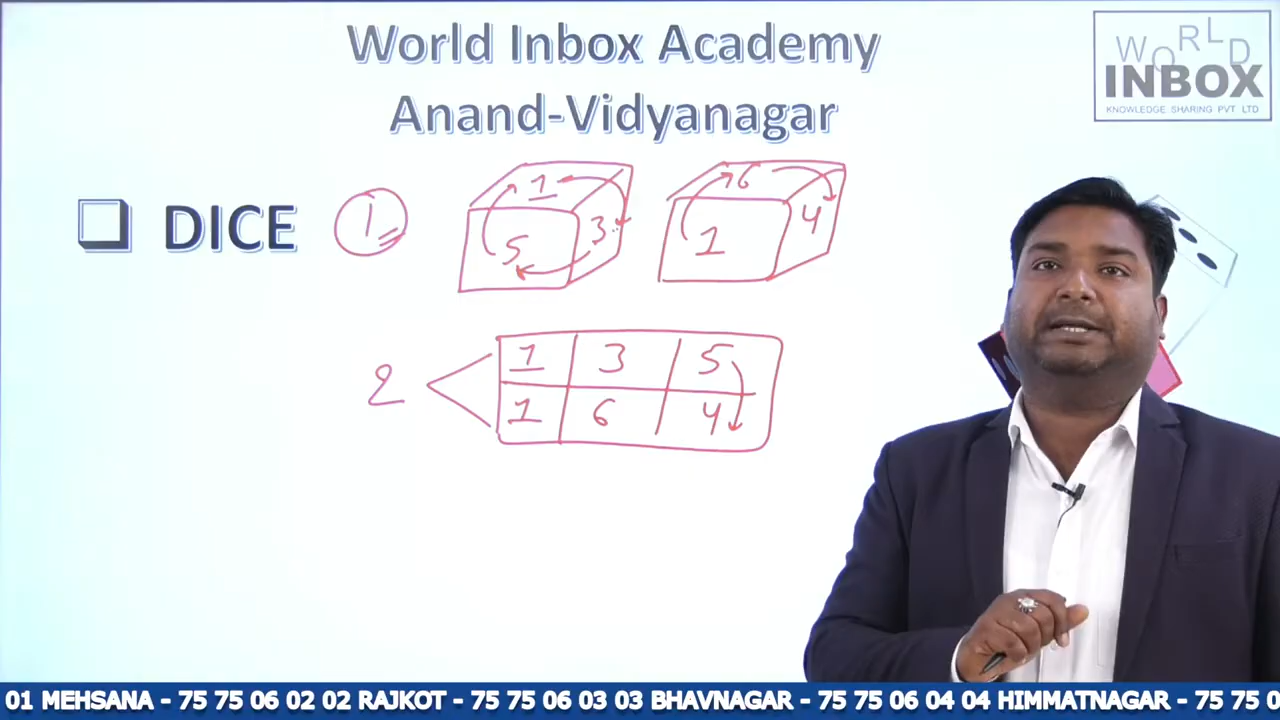 World Inbox Academy
Anand-Vidyanagar
WORLD
INBOX
KNOWLEDGE SHARING PVT LTD
DICE 1
1
5 3
6
1 4
2
1 3 5
1 6 4
01 MEHSANA - 75 75 06 02 02 RAJKOT - 75 75 06 03 03 BHAVNAGAR - 75 75 06 04 04 HIMMATNAGAR - 75 75 0